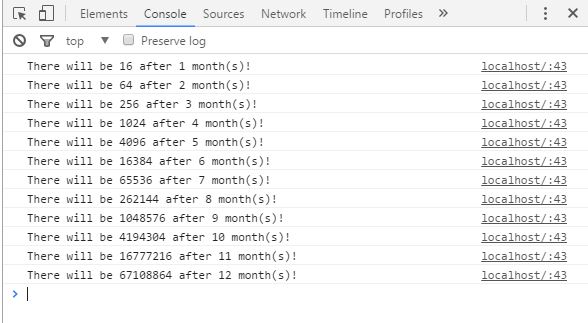 Elements Console Sources Network Timeline Profiles »
top ▼ Preserve log
There will be 16 after 1 month(s)! localhost/:43
There will be 64 after 2 month(s)! localhost/:43
There will be 256 after 3 month(s)! localhost/:43
There will be 1024 after 4 month(s)! localhost/:43
There will be 4096 after 5 month(s)! localhost/:43
There will be 16384 after 6 month(s)! localhost/:43
There will be 65536 after 7 month(s)! localhost/:43
There will be 262144 after 8 month(s)! localhost/:43
There will be 1048576 after 9 month(s)! localhost/:43
There will be 4194304 after 10 month(s)! localhost/:43
There will be 16777216 after 11 month(s)! localhost/:43
There will be 67108864 after 12 month(s)! localhost/:43
>